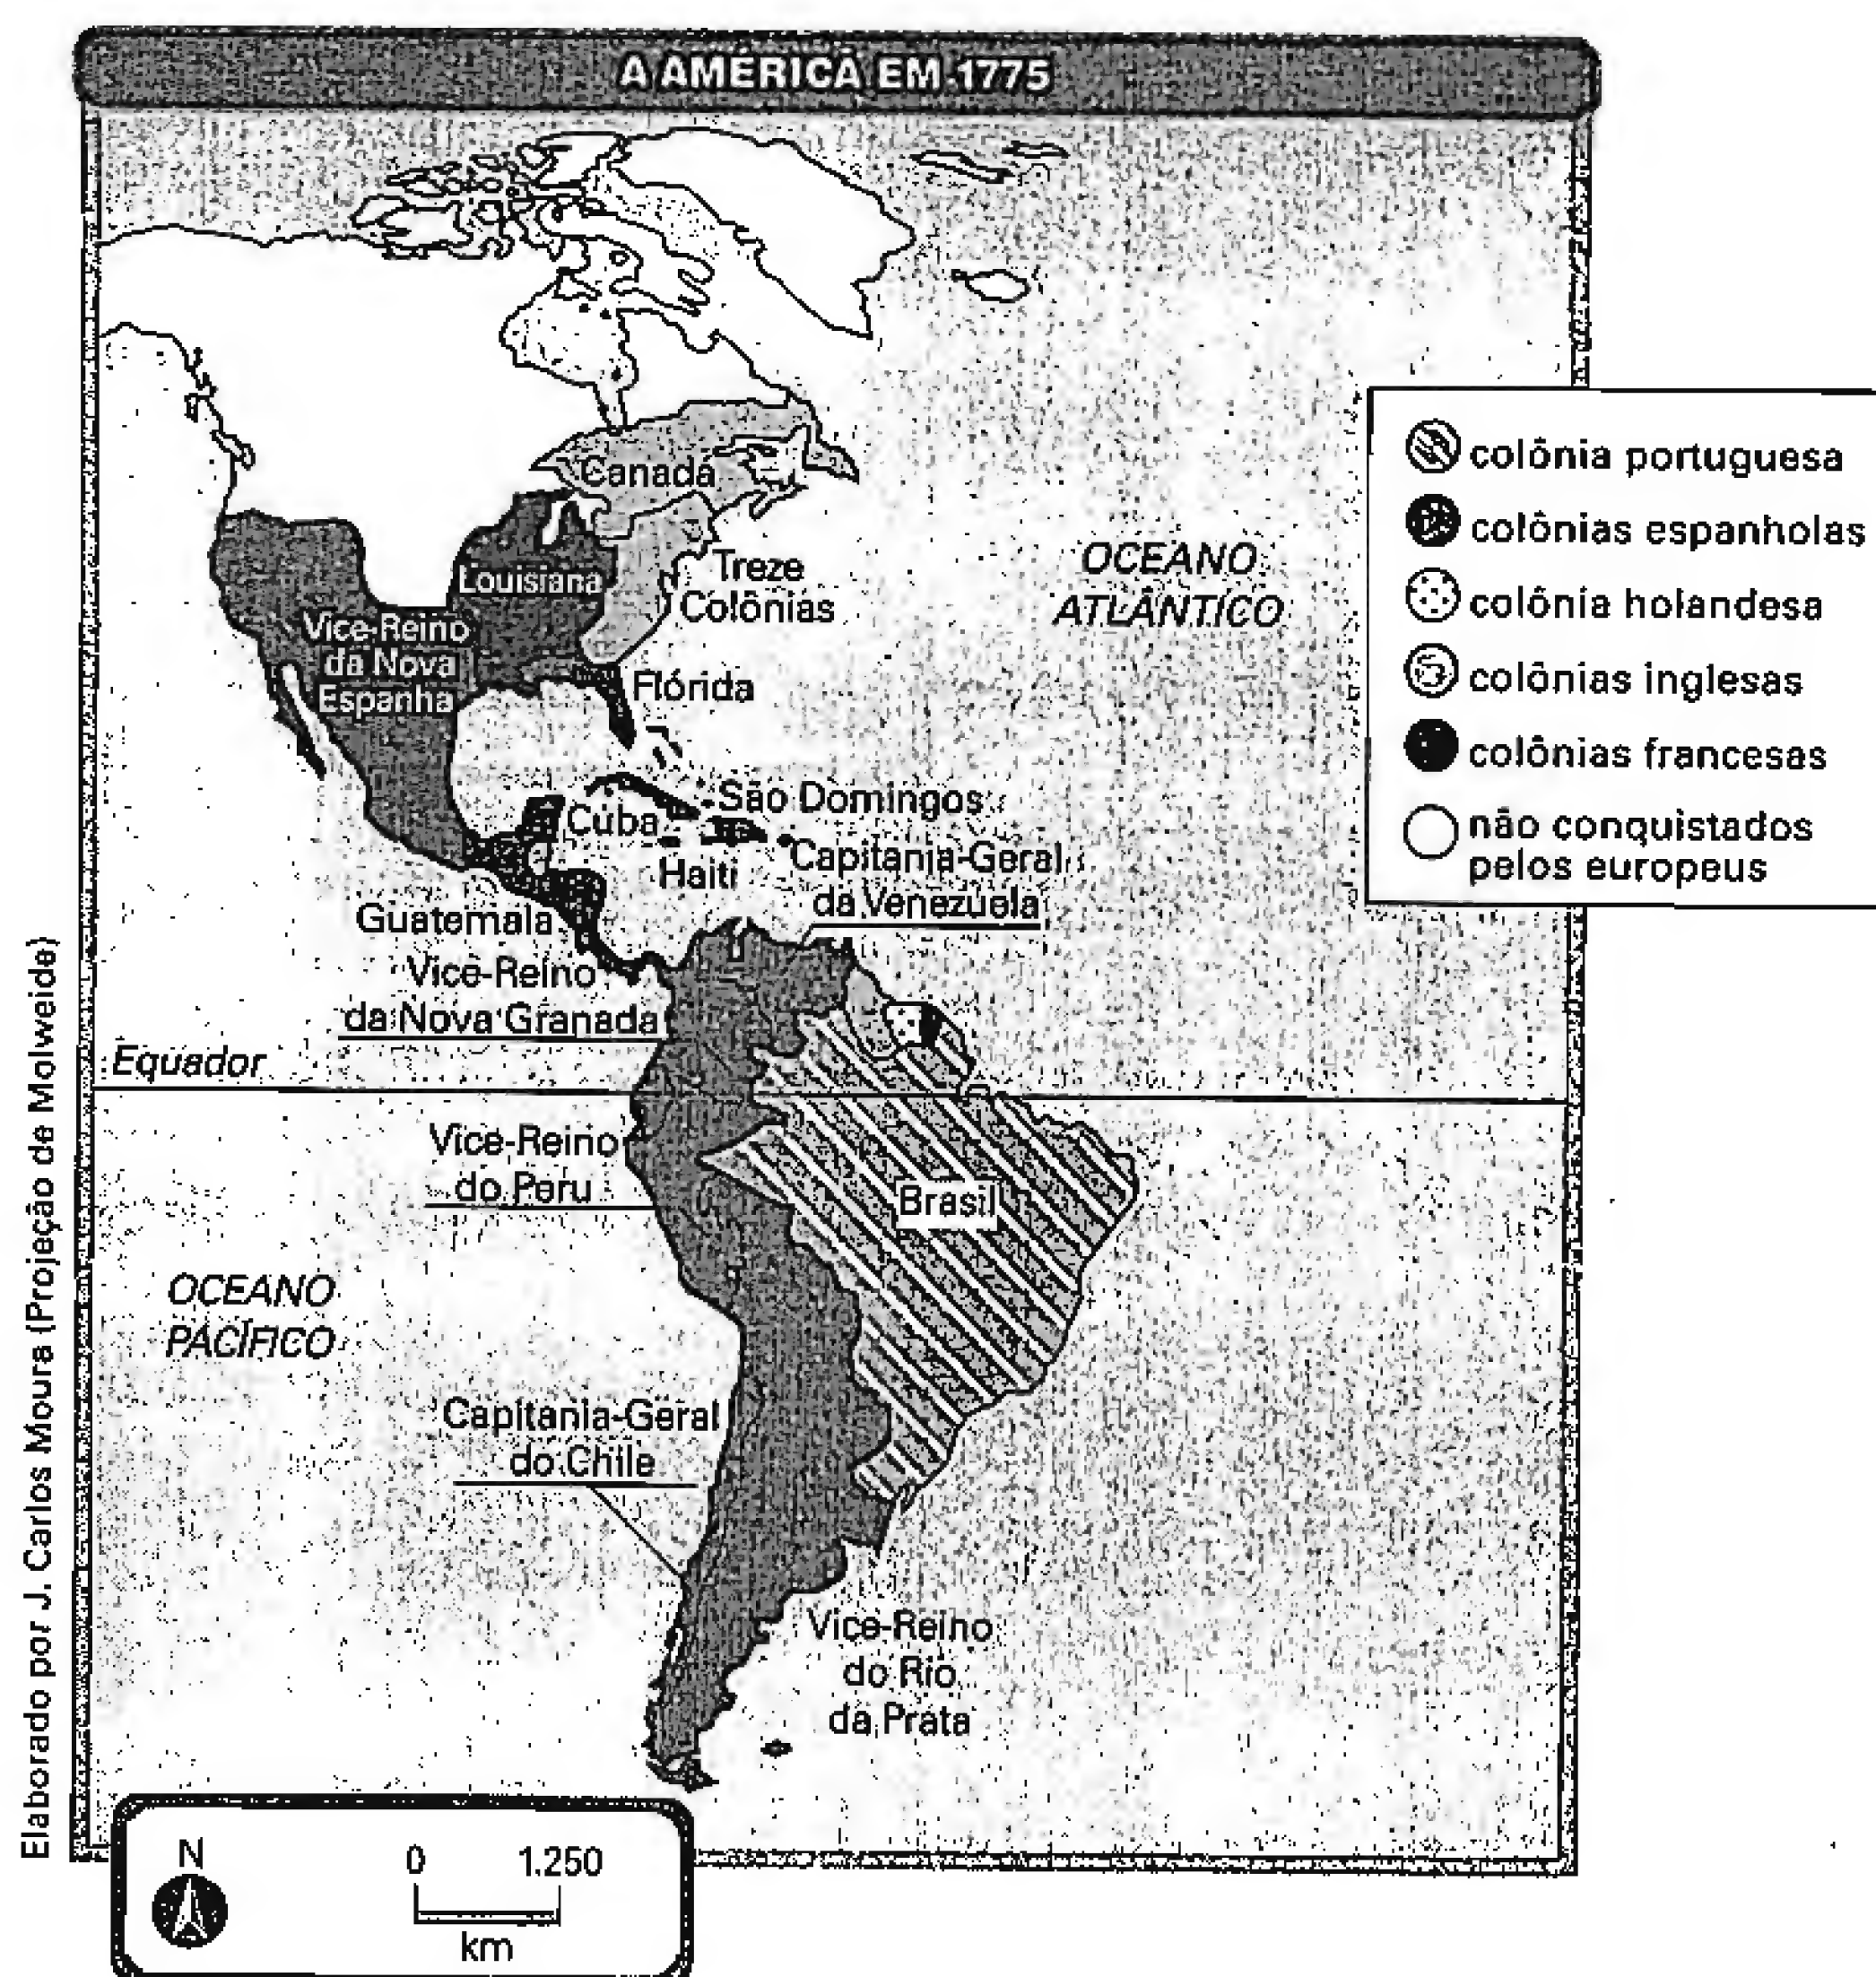 A AMÉRICA EM 1775
Canadá
Louisiana
Treze
Colônias
OCEANO
ATLÂNTICO
Vice-Reino
da Nova
Espanha
Flórida
Cuba
São Domingos
Haiti
Capitania-Geral
da Venezuela
Guatemala
Vice-Reino
da Nova Granada
Equador
Vice-Reino
do Peru
Brasil
OCEANO
PACÍFICO
Capitania-Geral
do Chile
Vice-Reino
do Rio
da Prata
colônia portuguesa
colônias espanholas
colônia holandesa
colônias inglesas
colônias francesas
não conquistados
pelos europeus
N
0 1.250
km
Elaborado por J. Carlos Moura (Projeção de Molweide)